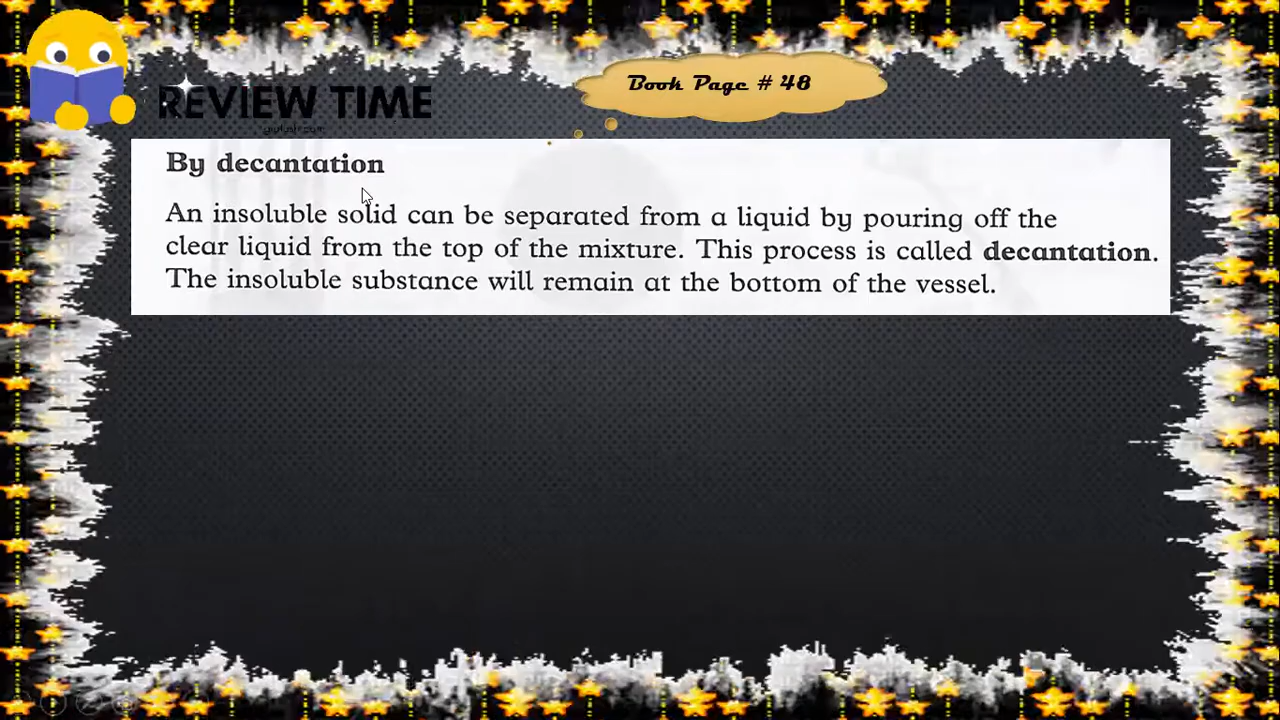 Book Page # 48
REVIEW TIME
By decantation
An insoluble solid can be separated from a liquid by pouring off the
clear liquid from the top of the mixture. This process is called decantation.
The insoluble substance will remain at the bottom of the vessel.